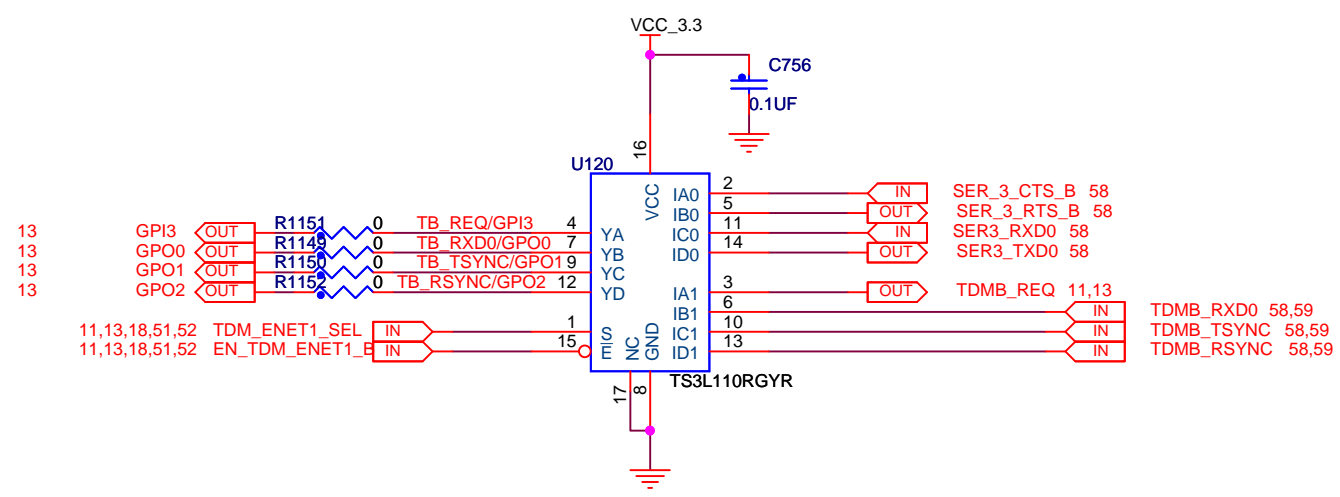 VCC_3.3
C756
0.1UF
16
U120
VCC
IA0 2 IN SER_3_CTS_B 58
IB0 5 OUT SER_3_RTS_B 58
IC0 11 IN SER3_RXD0 58
ID0 14 OUT SER3_TXD0 58
13 GPI3 OUT R1151 0 TB_REQ/GPI3 4 YA
13 GPO0 OUT R1149 0 TB_RXD0/GPO0 7 YB
13 GPO1 OUT R1150 0 TB_TSYNC/GPO1 9 YC
13 GPO2 OUT R1152 0 TB_RSYNC/GPO2 12 YD
IA1 3 OUT TDMB_REQ 11,13
IB1 6 IN TDMB_RXD0 58,59
IC1 10 IN TDMB_TSYNC 58,59
ID1 13 IN TDMB_RSYNC 58,59
11,13,18,51,52 TDM_ENET1_SEL IN 1 S
11,13,18,51,52 EN_TDM_ENET1_B IN 15 E
NC
GND
17
8
TS3L110RGYR